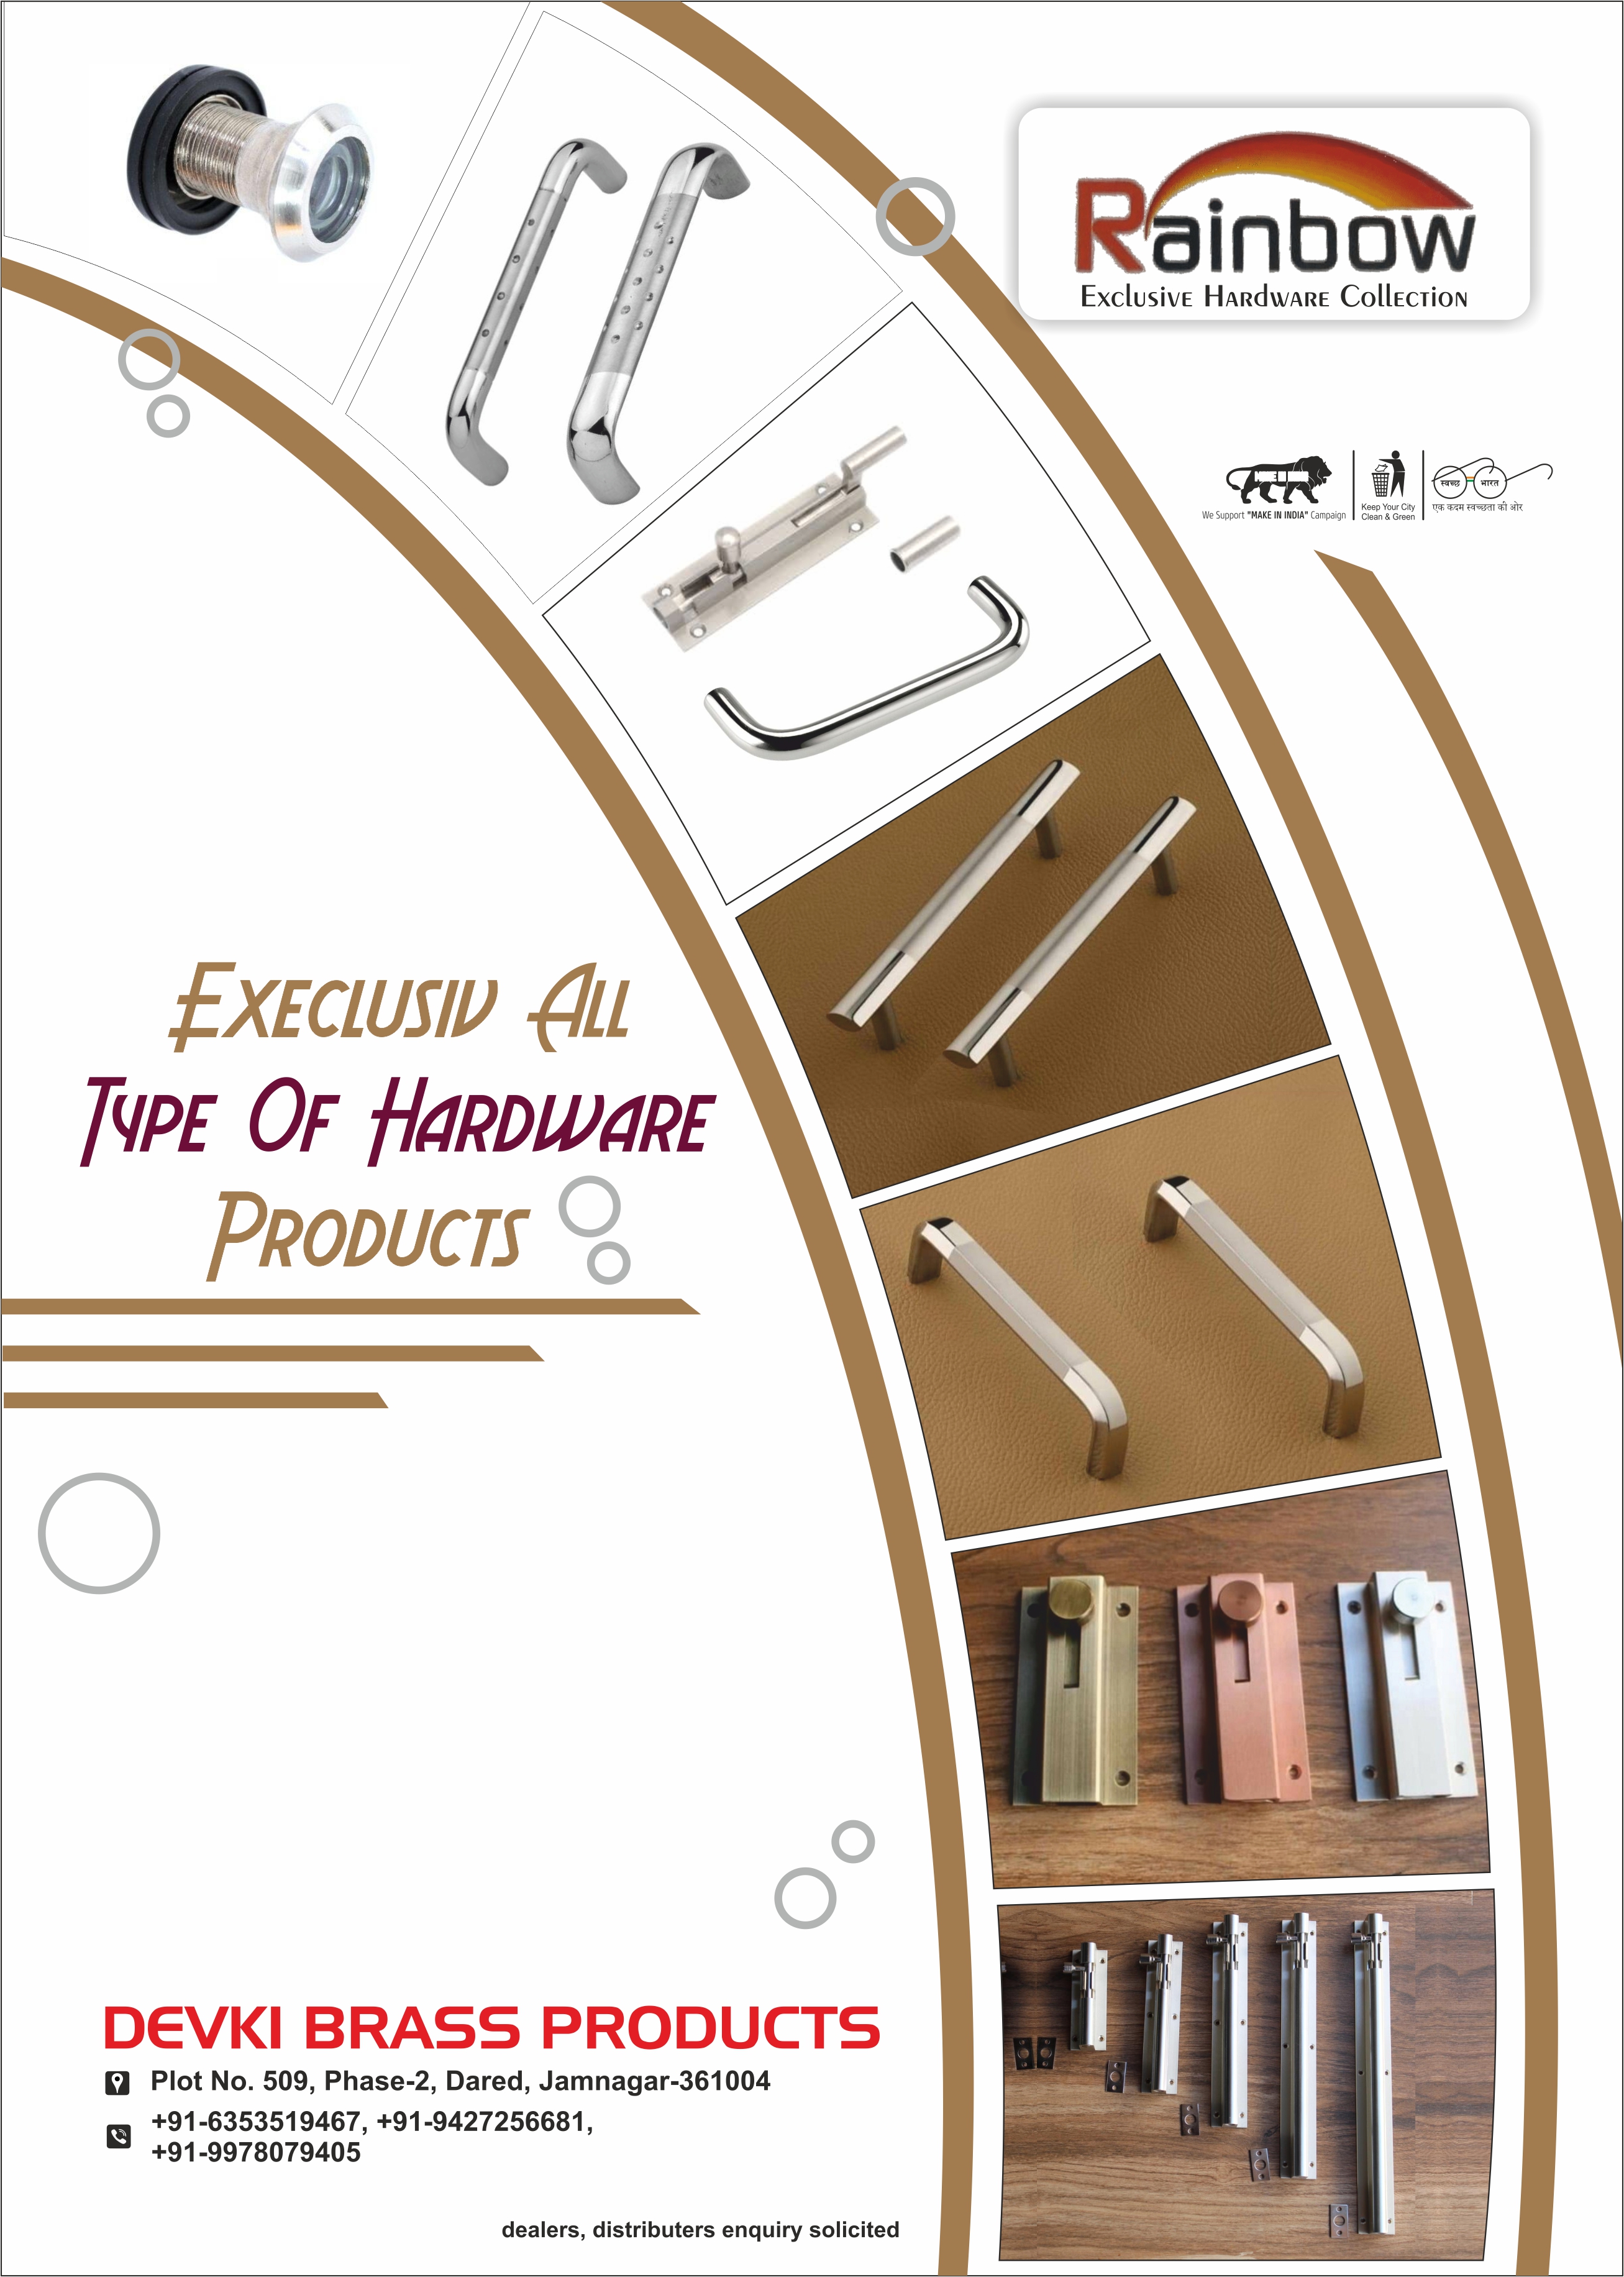 Rainbow
Exclusive Hardware Collection
We Support "MAKE IN INDIA" Campaign
Keep Your City
Clean & Green
स्वच्छ भारत
एक कदम स्वच्छता की ओर
Execlusiv All
Type Of Hardware
Products
DEVKI BRASS PRODUCTS
Plot No. 509, Phase-2, Dared, Jamnagar-361004
+91-6353519467, +91-9427256681,
+91-9978079405
dealers, distributers enquiry solicited